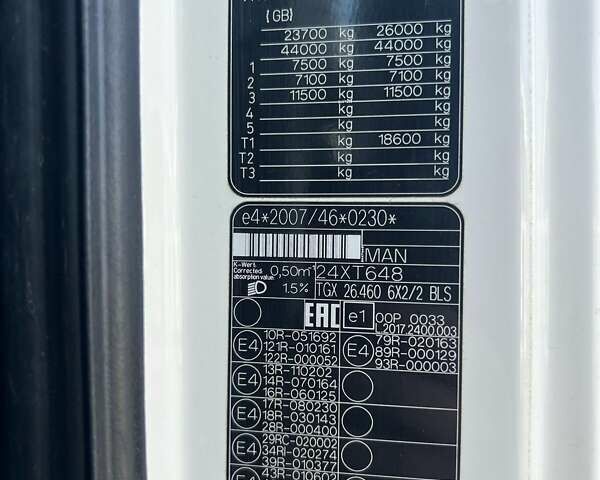 (GB)
23700 kg 26000 kg
44000 kg 44000 kg
1 7500 kg 7500 kg
2 7100 kg 7100 kg
3 11500 kg 11500 kg
4 kg kg
5 kg kg
T1 kg 18600 kg
T2 kg kg
T3 kg kg
e4*2007/46*0230*
MAN
K-Wert
Corrected
absorption value: 0,50m⁻¹ 24XT648
1.5% TGX 26.460 6X2/2 BLS
EAC e1 00P 0033
L.2017.2400.003
E4 10R-051692
121R-010161
122R-000052
E4 79R-020163
89R-000129
93R-000003
E4 13R-110202
14R-070164
16R-060125
E4 17R-080230
18R-030143
28R-000400
E4 29RC-020002
34RI-020274
39R-010377
E4 43R-010602